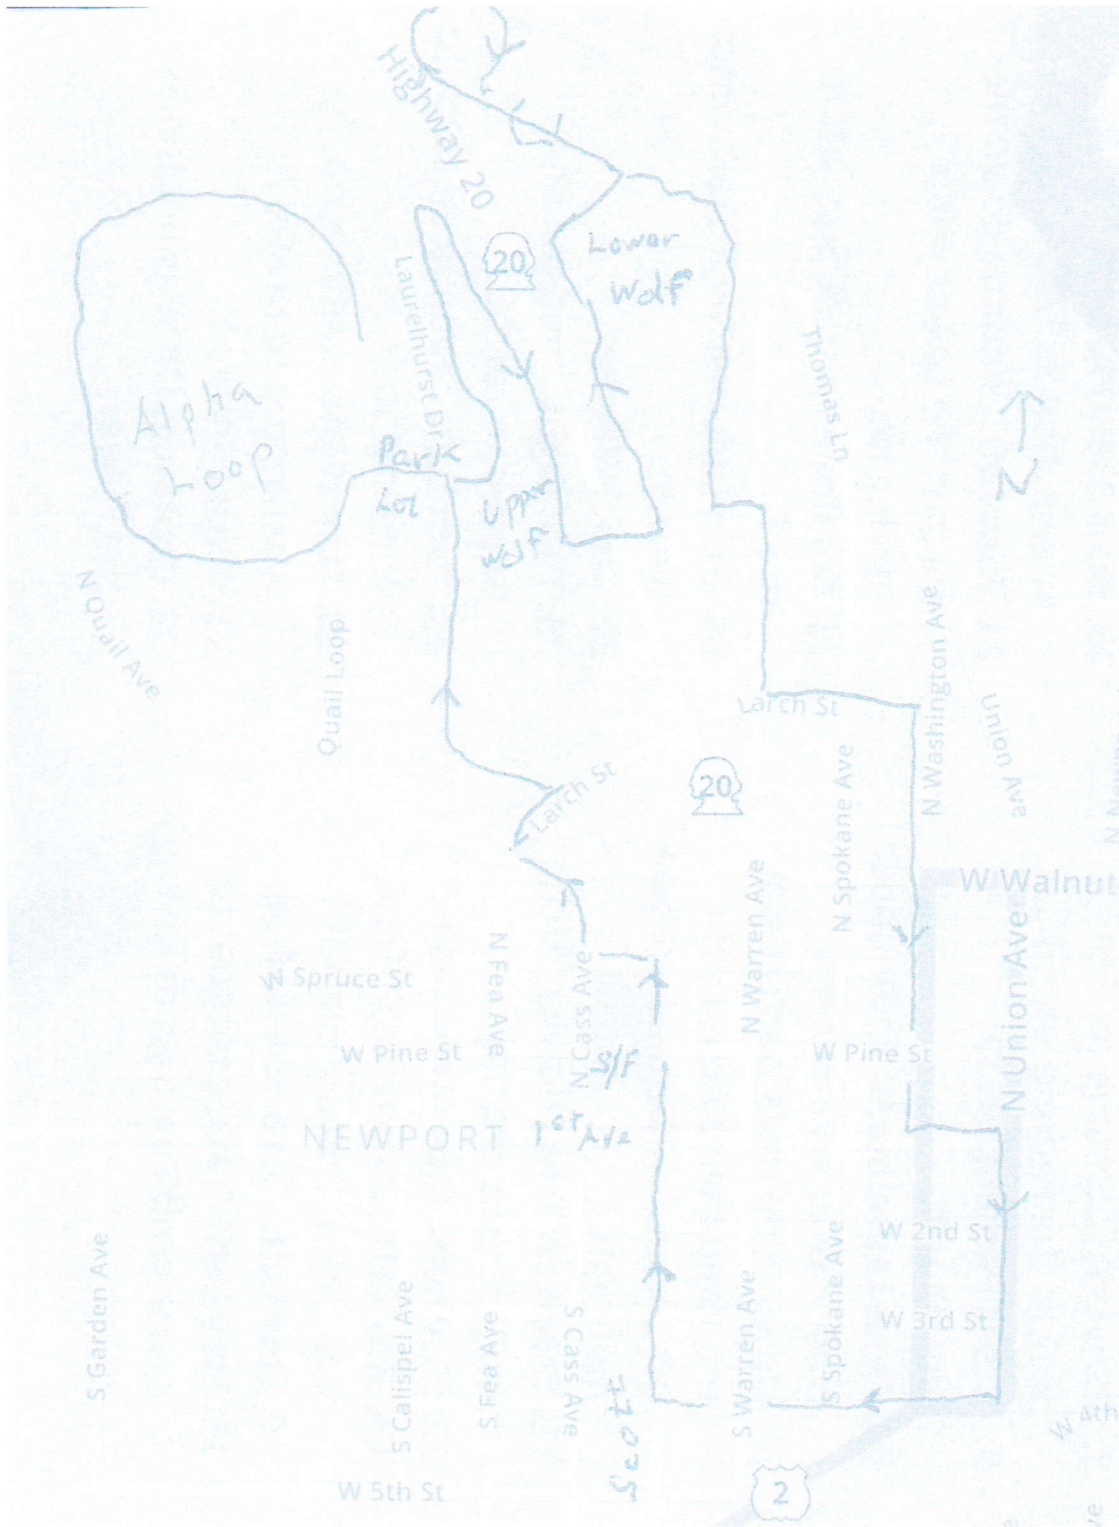 Highway 20
20
Lower
Wolf
Laurelhurst Dr
Thomas Ln
Alpha
Loop
Park
Lot
Upper
Wolf
N
N Quail Ave
Quail Loop
Larch St
N Washington Ave
Union Ave
Larch St
20
N Spokane Ave
W Walnut
N Warren Ave
N Fea Ave
N Cass Ave
N Union Ave
W Spruce St
W Pine St
S/F
W Pine St
NEWPORT
1st Ave
W 2nd St
W 3rd St
S Garden Ave
S Calispel Ave
S Fea Ave
S Cass Ave
Scott
S Warren Ave
S Spokane Ave
W 4th
W 5th St
2